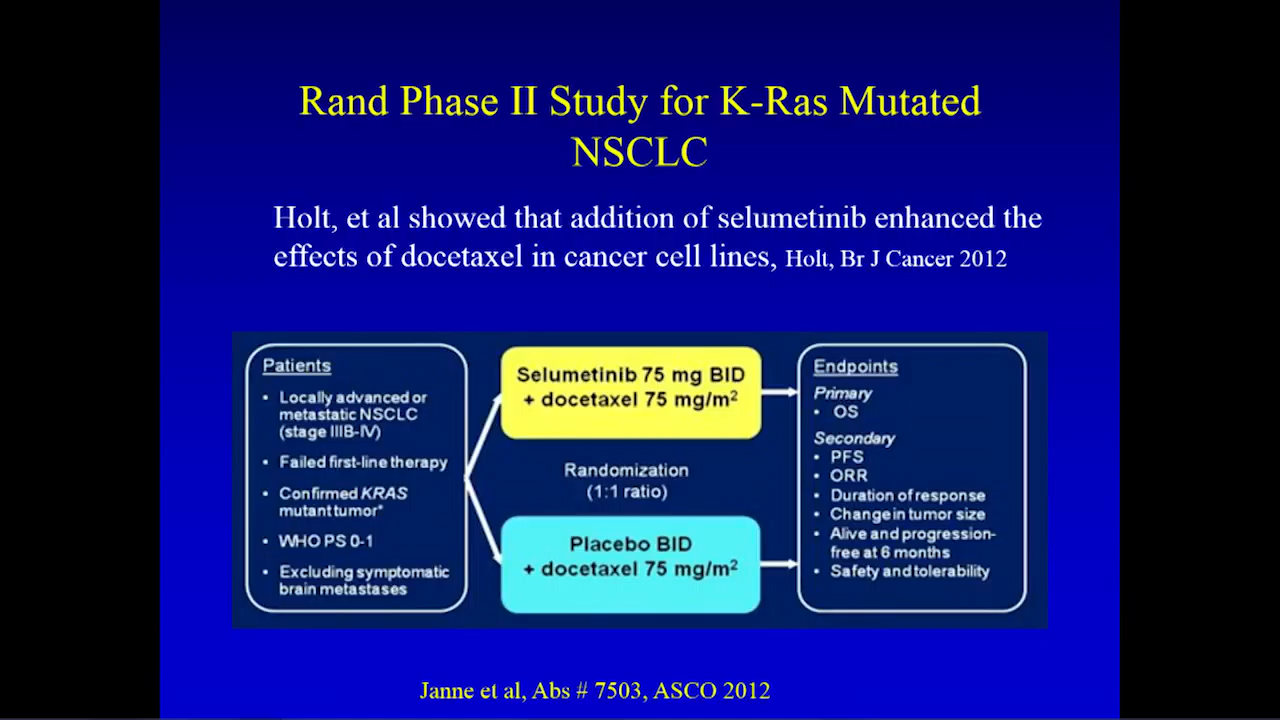 Rand Phase II Study for K-Ras Mutated
NSCLC
Holt, et al showed that addition of selumetinib enhanced the
effects of docetaxel in cancer cell lines, Holt, Br J Cancer 2012
Patients
• Locally advanced or
metastatic NSCLC
(stage IIIB-IV)
• Failed first-line therapy
• Confirmed KRAS
mutant tumor*
• WHO PS 0-1
• Excluding symptomatic
brain metastases
Selumetinib 75 mg BID
+ docetaxel 75 mg/m²
Randomization
(1:1 ratio)
Placebo BID
+ docetaxel 75 mg/m²
Endpoints
Primary
• OS
Secondary
• PFS
• ORR
• Duration of response
• Change in tumor size
• Alive and progression-
free at 6 months
• Safety and tolerability
Janne et al, Abs # 7503, ASCO 2012